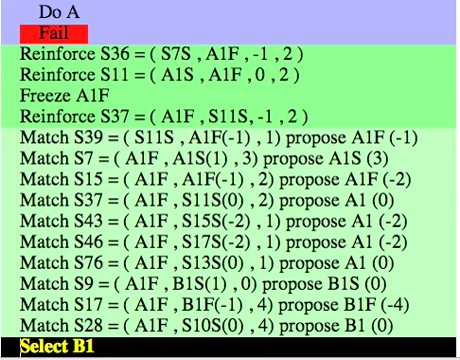 Do A
Fail
Reinforce S36 = ( S7S , A1F , -1 , 2 )
Reinforce S11 = ( A1S , A1F , 0 , 2 )
Freeze A1F
Reinforce S37 = ( A1F , S11S, -1 , 2 )
Match S39 = ( S11S , A1F(-1) , 1) propose A1F (-1)
Match S7 = ( A1F , A1S(1) , 3) propose A1S (3)
Match S15 = ( A1F , A1F(-1) , 2) propose A1F (-2)
Match S37 = ( A1F , S11S(0) , 2) propose A1 (0)
Match S43 = ( A1F , S15S(-2) , 1) propose A1 (-2)
Match S46 = ( A1F , S17S(-2) , 1) propose A1 (-2)
Match S76 = ( A1F , S13S(0) , 1) propose A1 (0)
Match S9 = ( A1F , B1S(1) , 0) propose B1S (0)
Match S17 = ( A1F , B1F(-1) , 4) propose B1F (-4)
Match S28 = ( A1F , S10S(0) , 4) propose B1 (0)
Select B1